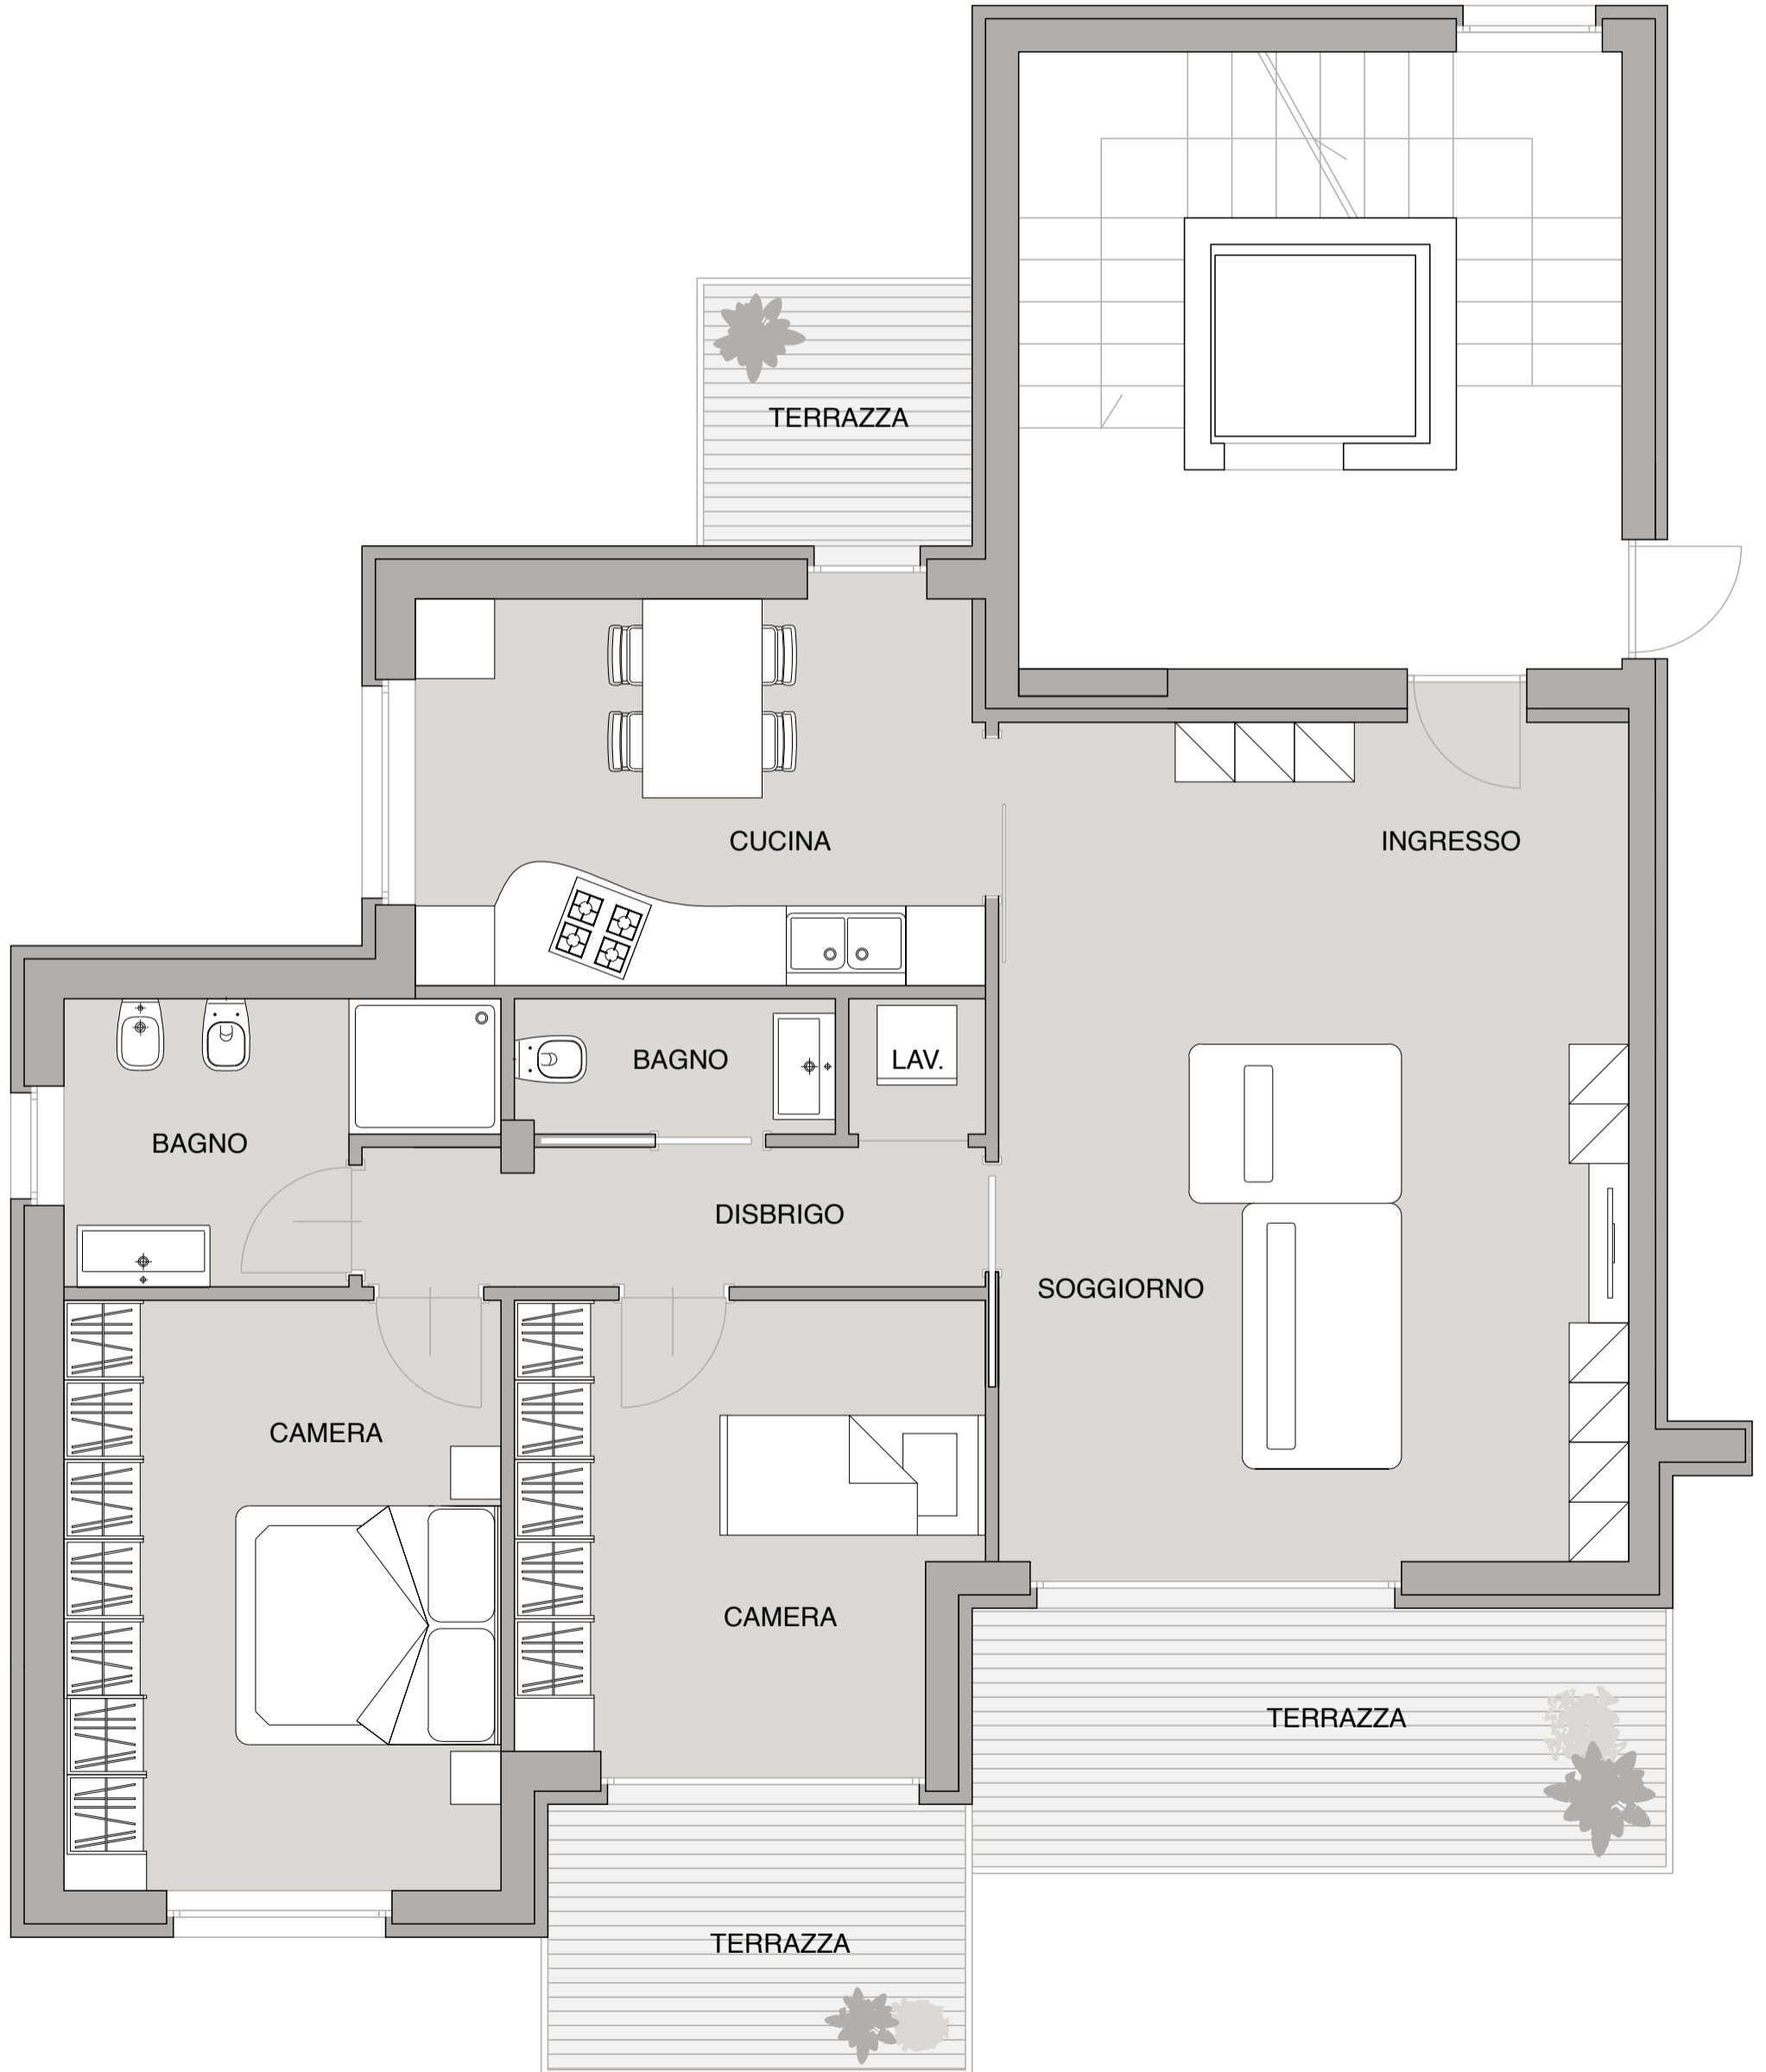 TERRAZZA
CUCINA
INGRESSO
BAGNO
LAV.
BAGNO
DISBRIGO
SOGGIORNO
CAMERA
CAMERA
TERRAZZA
TERRAZZA